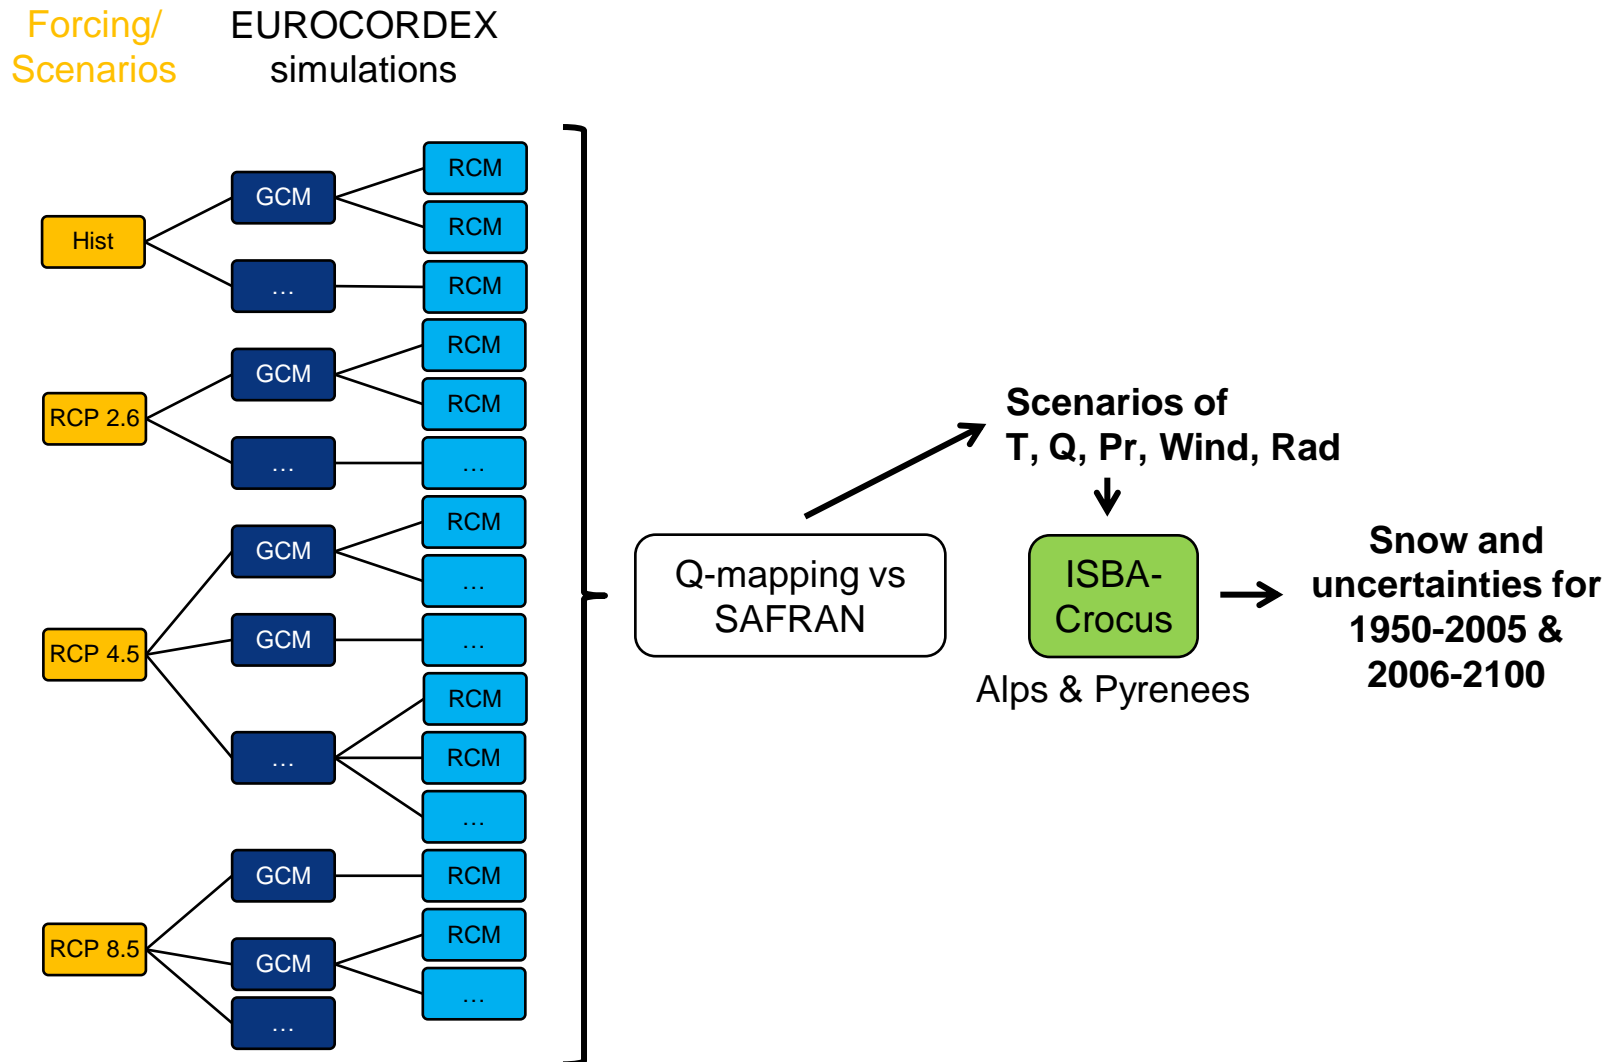 Forcing/
Scenarios
EUROCORDEX
simulations
Hist
GCM
RCM
RCM
…
RCM
RCP 2.6
GCM
RCM
RCM
…
…
RCP 4.5
GCM
RCM
…
GCM
…
…
RCM
RCM
…
RCP 8.5
GCM
RCM
GCM
RCM
…
…
Q-mapping vs
SAFRAN
Scenarios of
T, Q, Pr, Wind, Rad
ISBA-
Crocus
Alps & Pyrenees
Snow and
uncertainties for
1950-2005 &
2006-2100